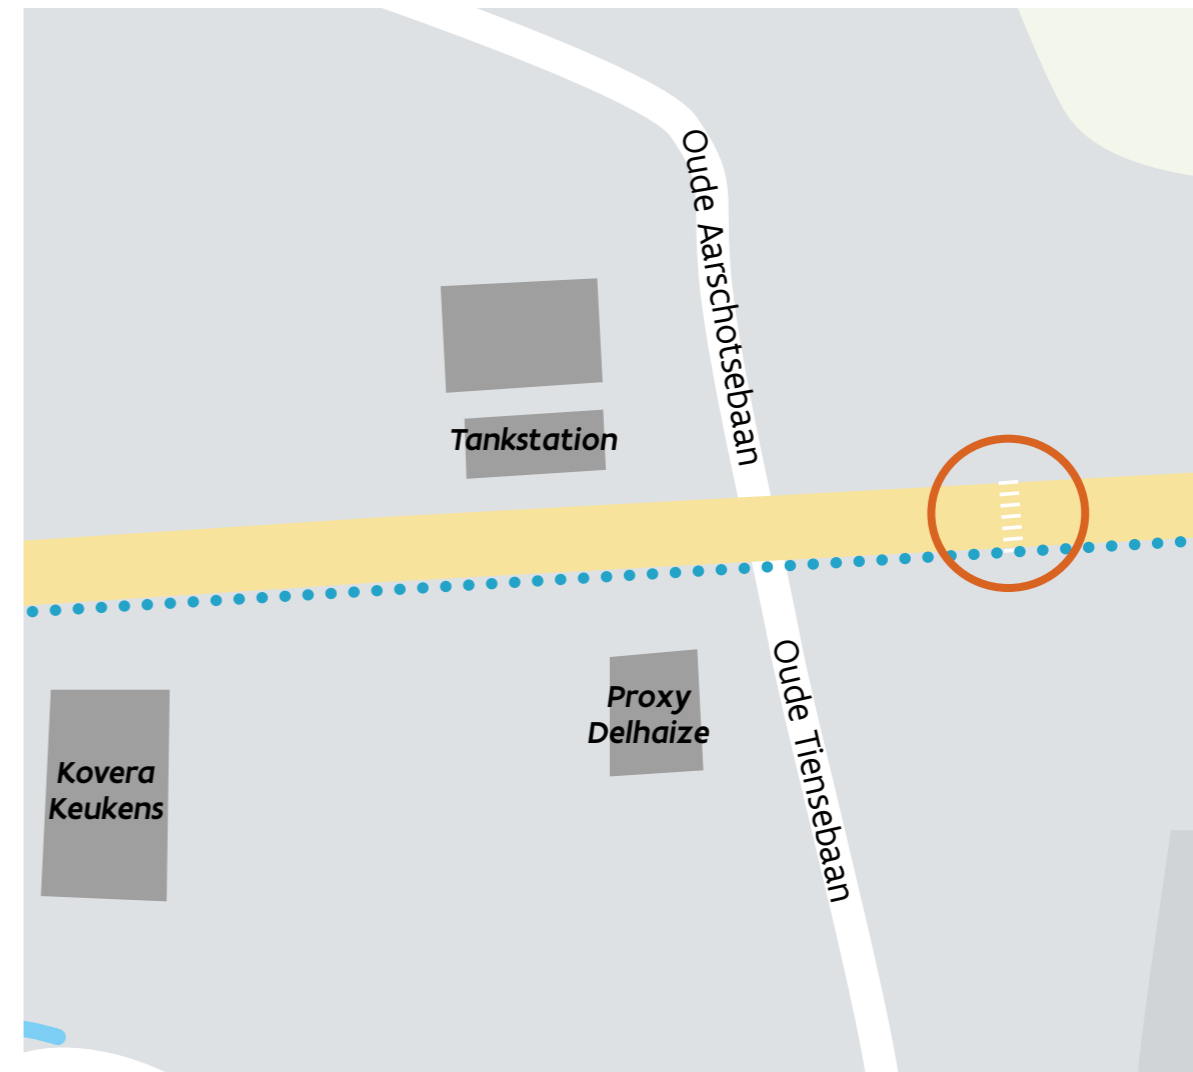 Oude Aarschotsebaan
Tankstation
Oude Tiensebaan
Proxy
Delhaize
Kovera
Keukens